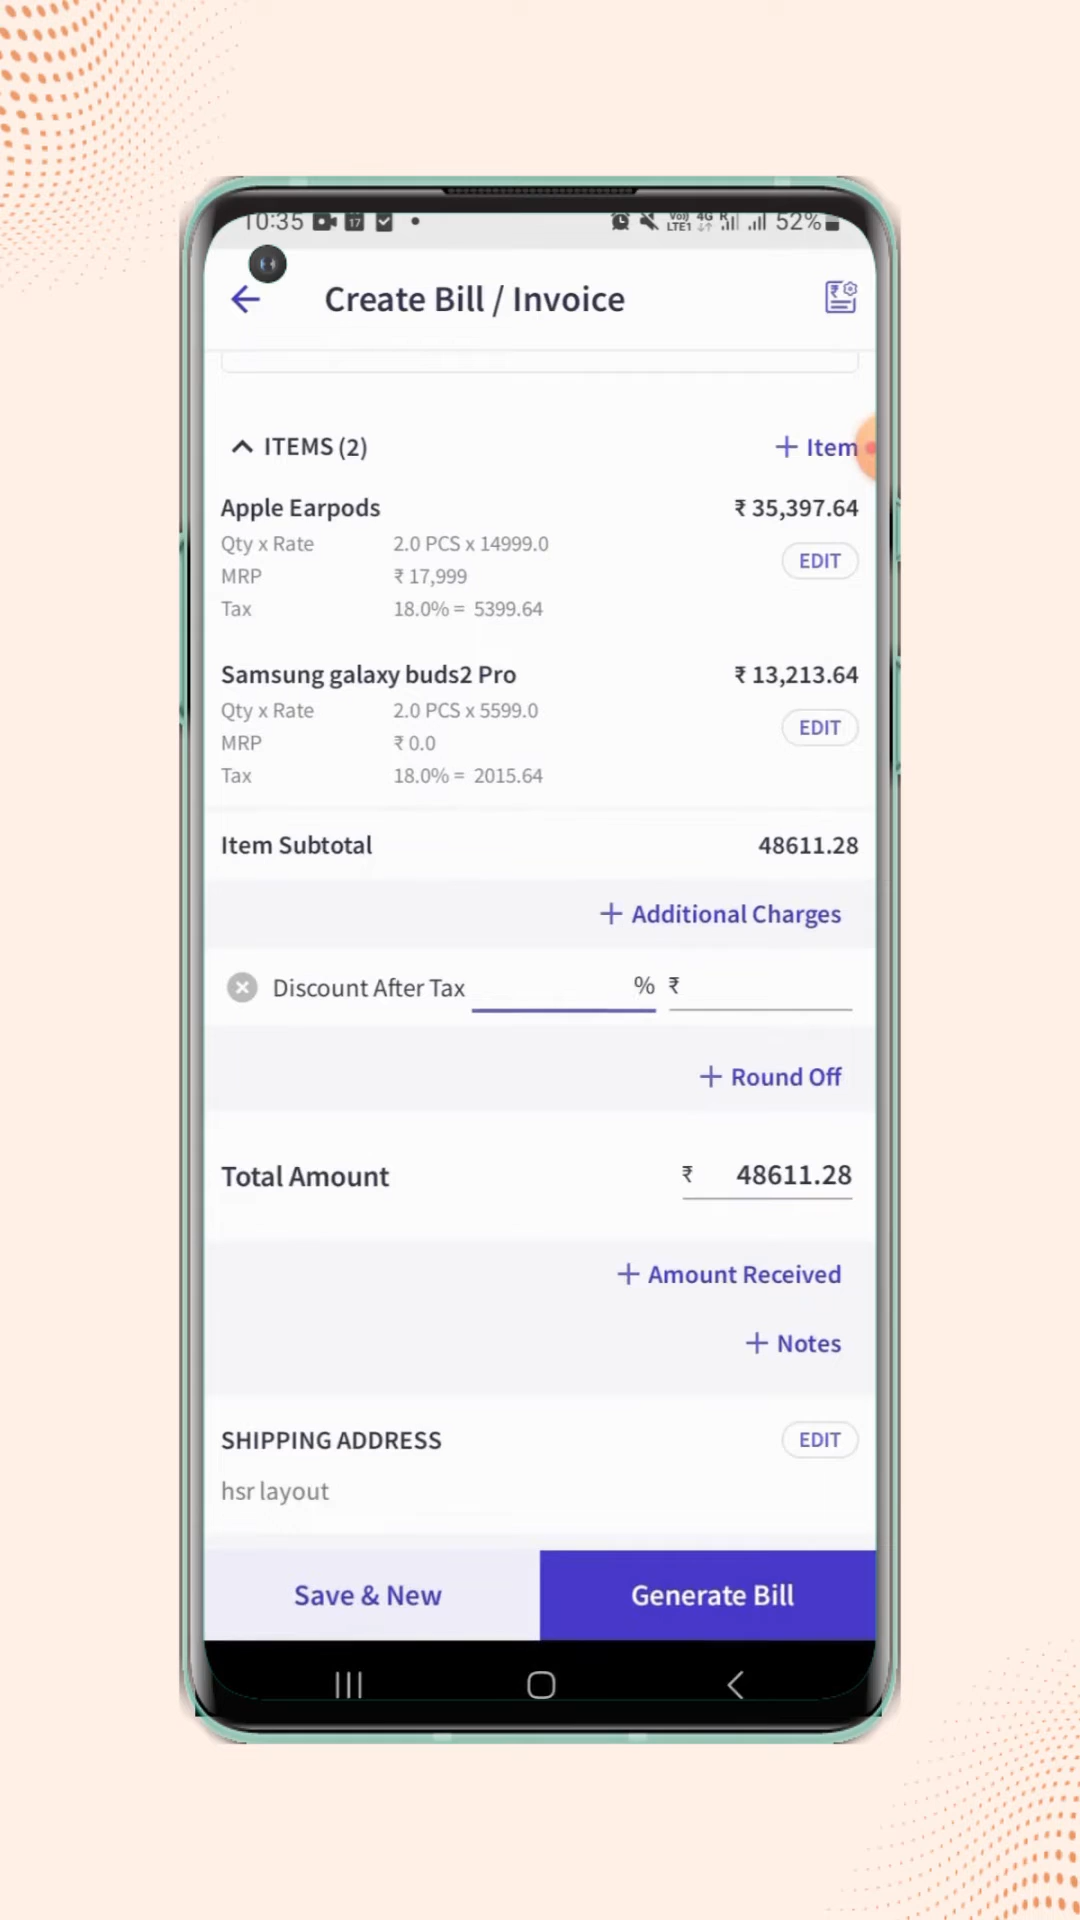 10:35 17 Vo)) LTE1 4G R 52%
Create Bill / Invoice
ITEMS (2) + Item
Apple Earpods ₹ 35,397.64
Qty x Rate 2.0 PCS x 14999.0 EDIT
MRP ₹ 17,999
Tax 18.0% = 5399.64
Samsung galaxy buds2 Pro ₹ 13,213.64
Qty x Rate 2.0 PCS x 5599.0 EDIT
MRP ₹ 0.0
Tax 18.0% = 2015.64
Item Subtotal 48611.28
+ Additional Charges
Discount After Tax % ₹
+ Round Off
Total Amount ₹ 48611.28
+ Amount Received
+ Notes
SHIPPING ADDRESS EDIT
hsr layout
Save & New Generate Bill